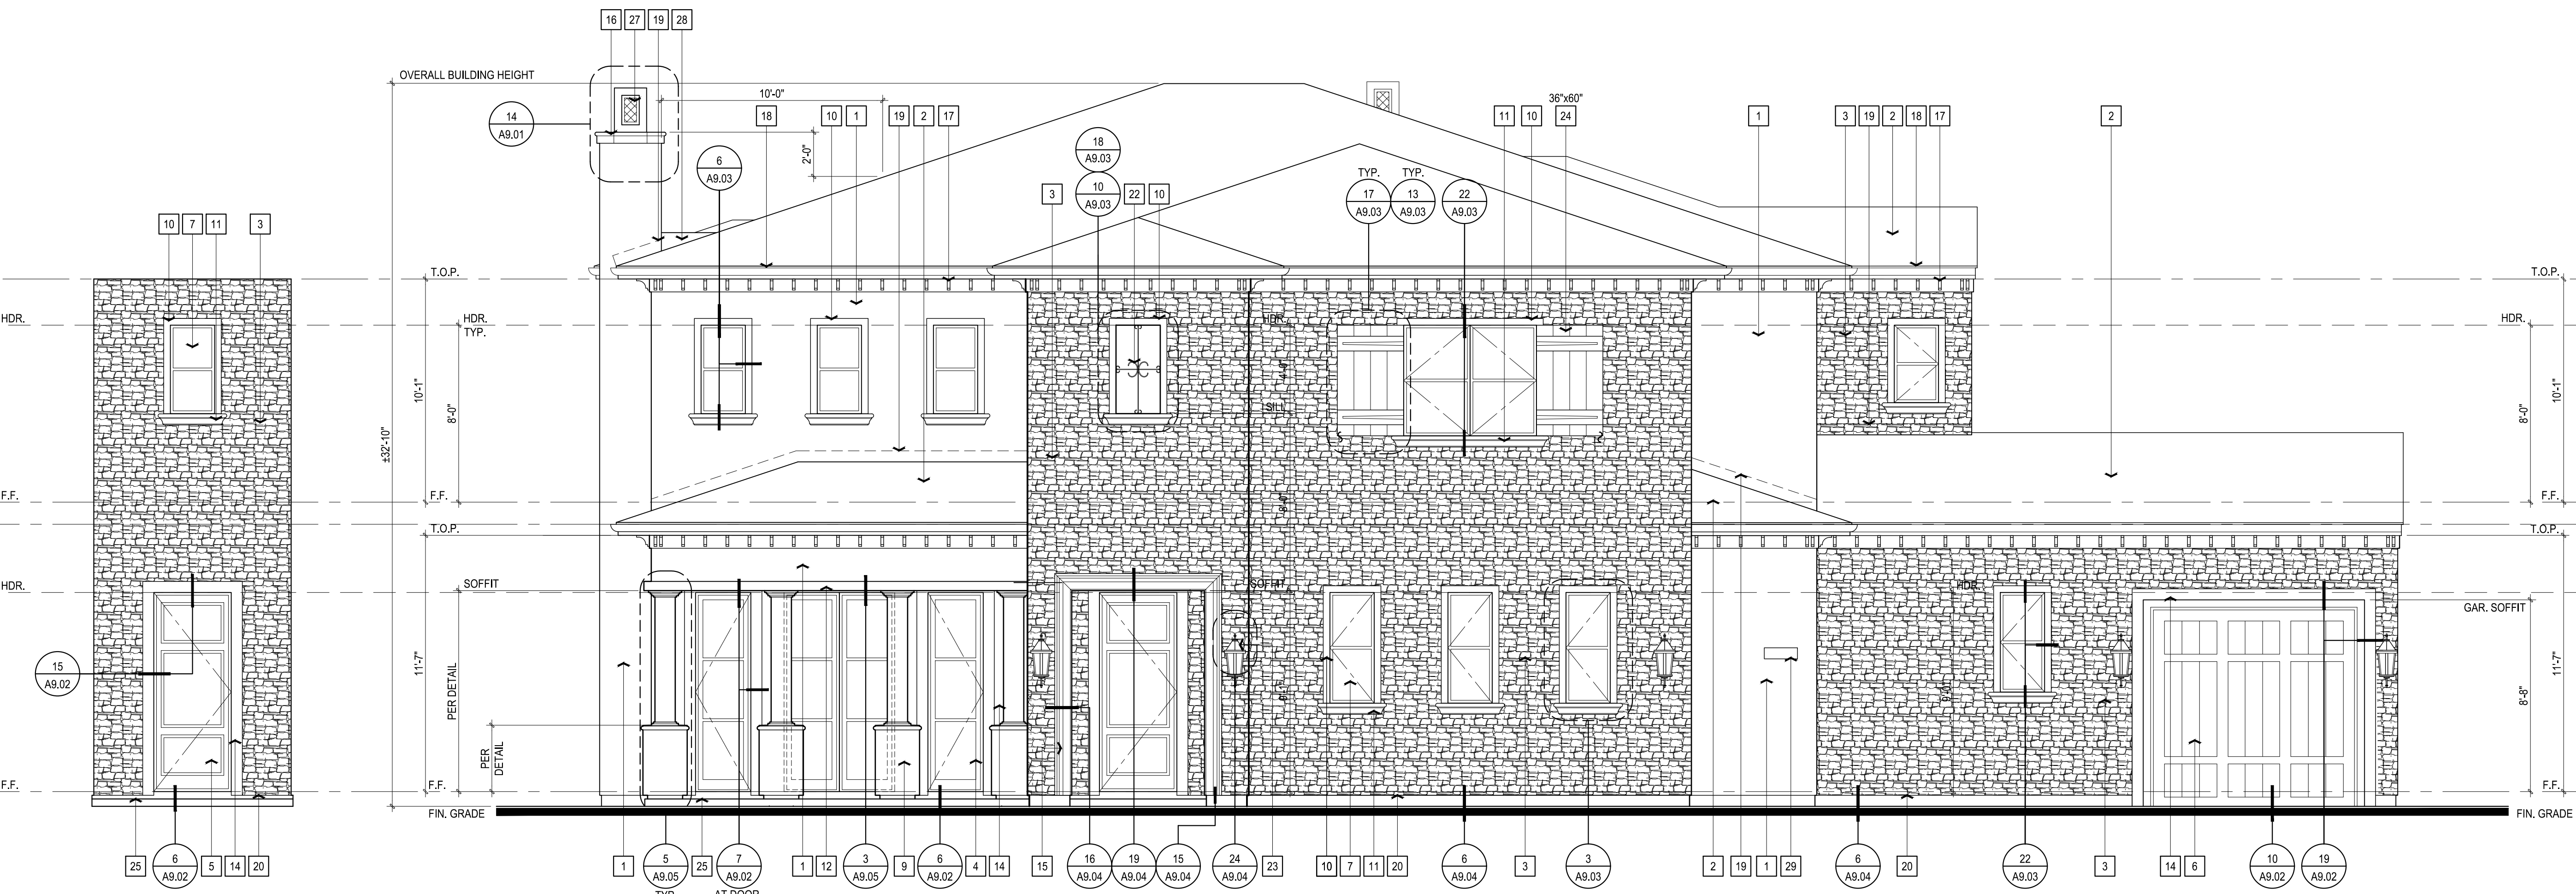 16 27 19 28
OVERALL BUILDING HEIGHT
10'-0"
36"x60"
14
A9.01
18 10 1 19 2 17
11 10 24
1 3 19 2 18 17
2
2'-0"
18
A9.03
6
A9.03
10
A9.03
3 22 10
TYP.
17
A9.03
TYP.
13
A9.03
22
A9.03
10 7 11 3
T.O.P.
T.O.P.
HDR.
HDR.
TYP.
HDR.
HDR.
10'-1"
8'-0"
±32'-10"
4'-0"
SILL
8'-0"
10'-1"
8'-0"
F.F.
F.F.
F.F.
T.O.P.
T.O.P.
HDR.
SOFFIT
SOFFIT
HDR.
GAR. SOFFIT
15
A9.02
11'-7"
PER DETAIL
PER
DETAIL
9'-1"
9'-0"
8'-8"
11'-7"
F.F.
F.F.
F.F.
FIN. GRADE
FIN. GRADE
25
6
A9.02
5 14 20
1
5
A9.05
TYP.
25
7
A9.02
AT DOOR
1 12
3
A9.05
9
6
A9.02
4 14 15
16
A9.04
19
A9.04
15
A9.04
24
A9.04
23 10 7 11 20
6
A9.04
3
3
A9.03
2 19 1 29
6
A9.04
20
22
A9.03
3 14 6
10
A9.02
19
A9.02